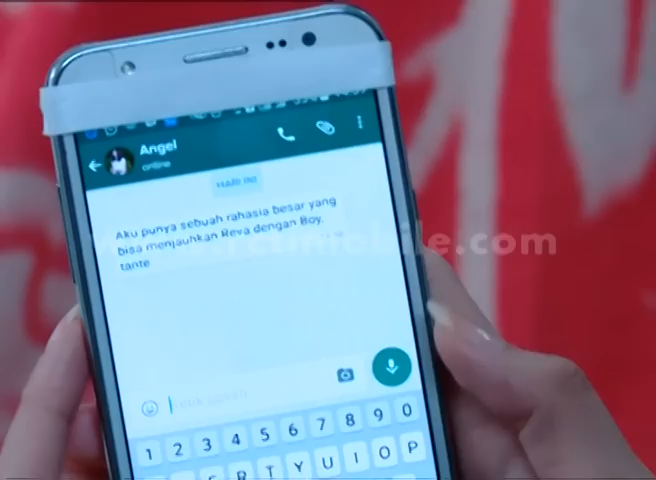 Angel
online
HARI INI
Aku punya sebuah rahasia besar yang
bisa menjauhkan Reva dengan Boy,
tante
1 2 3 4 5 6 7 8 9 0
R T Y U I O P